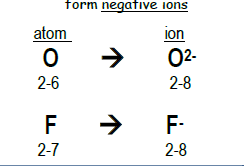 form negative ions
atom ion
O → O²-
2-6 2-8
F → F-
2-7 2-8